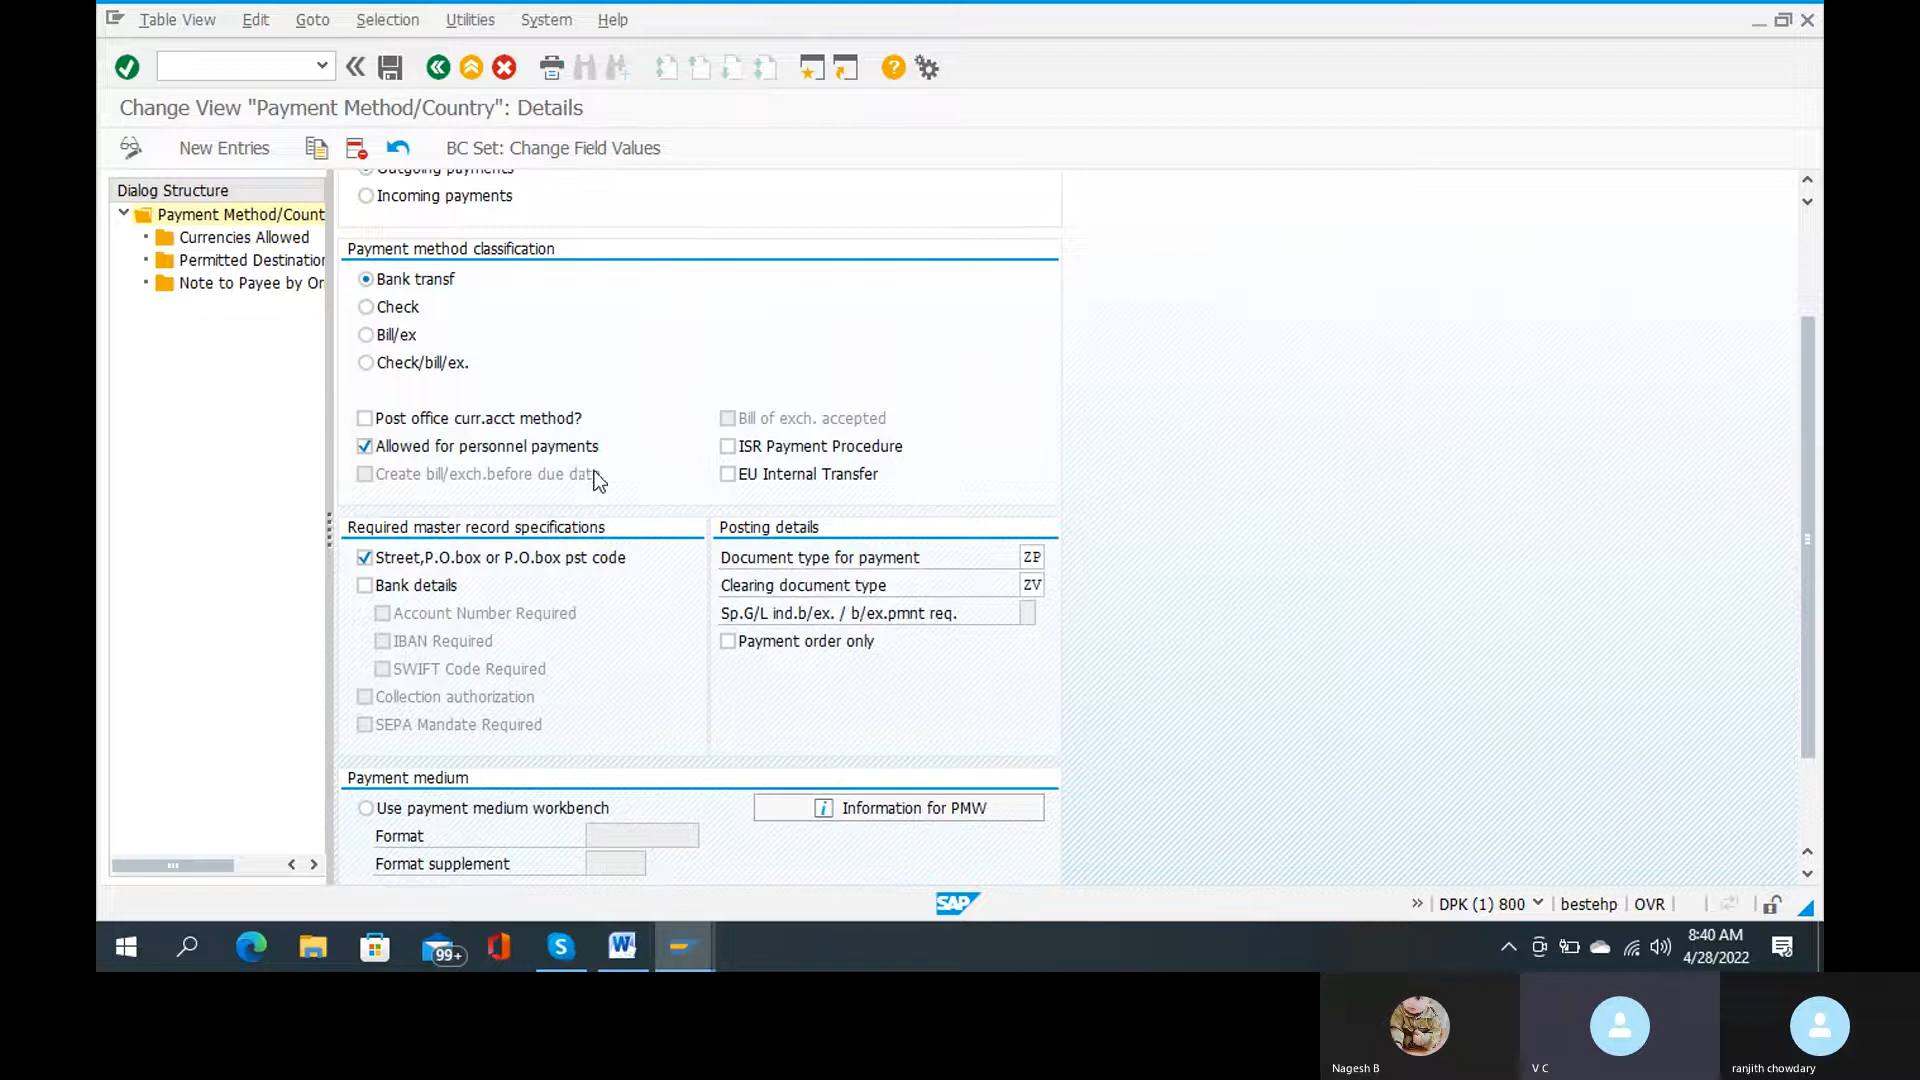 Table View Edit Goto Selection Utilities System Help
Change View "Payment Method/Country": Details
New Entries BC Set: Change Field Values
Dialog Structure
Payment Method/Count
Currencies Allowed
Permitted Destination
Note to Payee by Or
Outgoing payments
Incoming payments
Payment method classification
Bank transf
Check
Bill/ex
Check/bill/ex.
Post office curr.acct method?
Bill of exch. accepted
Allowed for personnel payments
ISR Payment Procedure
Create bill/exch.before due date
EU Internal Transfer
Required master record specifications
Street,P.O.box or P.O.box pst code
Bank details
Account Number Required
IBAN Required
SWIFT Code Required
Collection authorization
SEPA Mandate Required
Posting details
Document type for payment ZP
Clearing document type ZV
Sp.G/L ind.b/ex. / b/ex.pmnt req.
Payment order only
Payment medium
Use payment medium workbench
Information for PMW
Format
Format supplement
SAP
DPK (1) 800 bestehp OVR
99+
8:40 AM
4/28/2022
Nagesh B
V C
ranjith chowdary